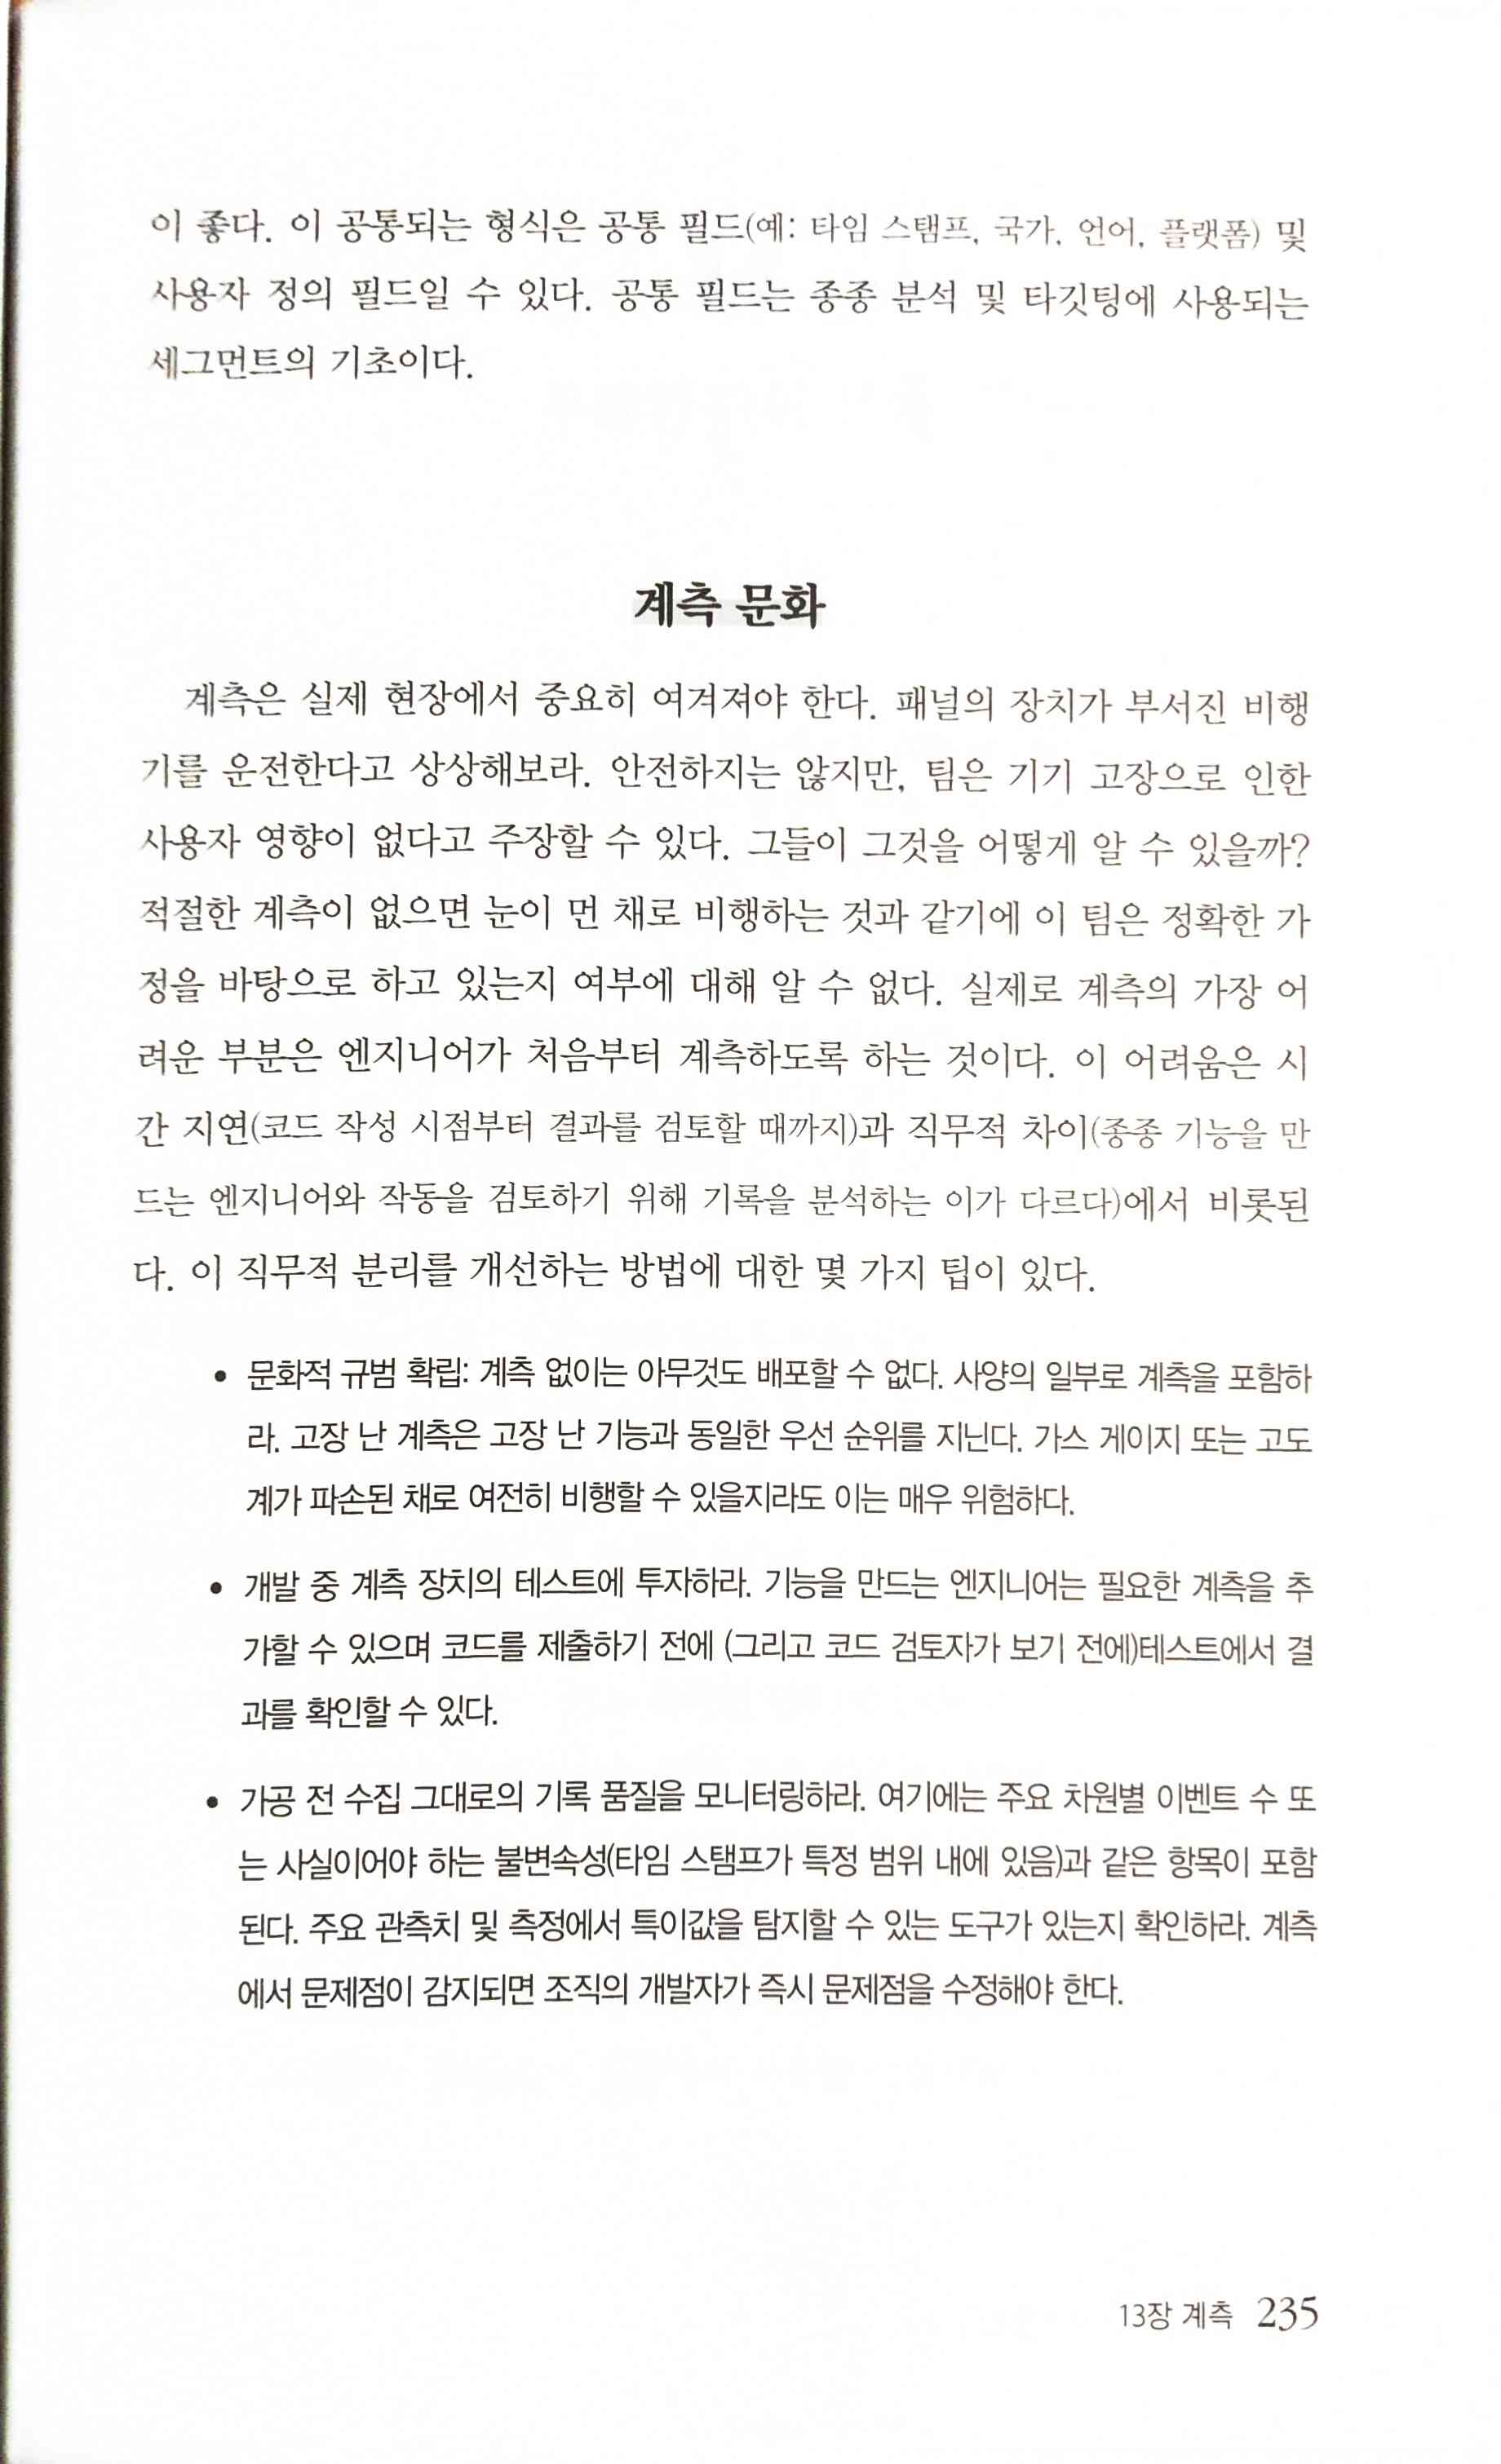 이 좋다. 이 공통되는 형식은 공통 필드(예: 타임 스탬프, 국가, 언어, 플랫폼) 및
사용자 정의 필드일 수 있다. 공통 필드는 종종 분석 및 타깃팅에 사용되는
세그먼트의 기초이다.
계측 문화
계측은 실제 현장에서 중요히 여겨져야 한다. 패널의 장치가 부서진 비행
기를 운전한다고 상상해보라. 안전하지는 않지만, 팀은 기기 고장으로 인한
사용자 영향이 없다고 주장할 수 있다. 그들이 그것을 어떻게 알 수 있을까?
적절한 계측이 없으면 눈이 먼 채로 비행하는 것과 같기에 이 팀은 정확한 가
정을 바탕으로 하고 있는지 여부에 대해 알 수 없다. 실제로 계측의 가장 어
려운 부분은 엔지니어가 처음부터 계측하도록 하는 것이다. 이 어려움은 시
간 지연(코드 작성 시점부터 결과를 검토할 때까지)과 직무적 차이(종종 기능을 만
드는 엔지니어와 작동을 검토하기 위해 기록을 분석하는 이가 다르다)에서 비롯된
다. 이 직무적 분리를 개선하는 방법에 대한 몇 가지 팁이 있다.
• 문화적 규범 확립: 계측 없이는 아무것도 배포할 수 없다. 사양의 일부로 계측을 포함하
라. 고장 난 계측은 고장 난 기능과 동일한 우선 순위를 지닌다. 가스 게이지 또는 고도
계가 파손된 채로 여전히 비행할 수 있을지라도 이는 매우 위험하다.
• 개발 중 계측 장치의 테스트에 투자하라. 기능을 만드는 엔지니어는 필요한 계측을 추
가할 수 있으며 코드를 제출하기 전에 (그리고 코드 검토자가 보기 전에)테스트에서 결
과를 확인할 수 있다.
• 가공 전 수집 그대로의 기록 품질을 모니터링하라. 여기에는 주요 차원별 이벤트 수 또
는 사실이어야 하는 불변속성(타임 스탬프가 특정 범위 내에 있음)과 같은 항목이 포함
된다. 주요 관측치 및 측정에서 특이값을 탐지할 수 있는 도구가 있는지 확인하라. 계측
에서 문제점이 감지되면 조직의 개발자가 즉시 문제점을 수정해야 한다.
13장 계측 235